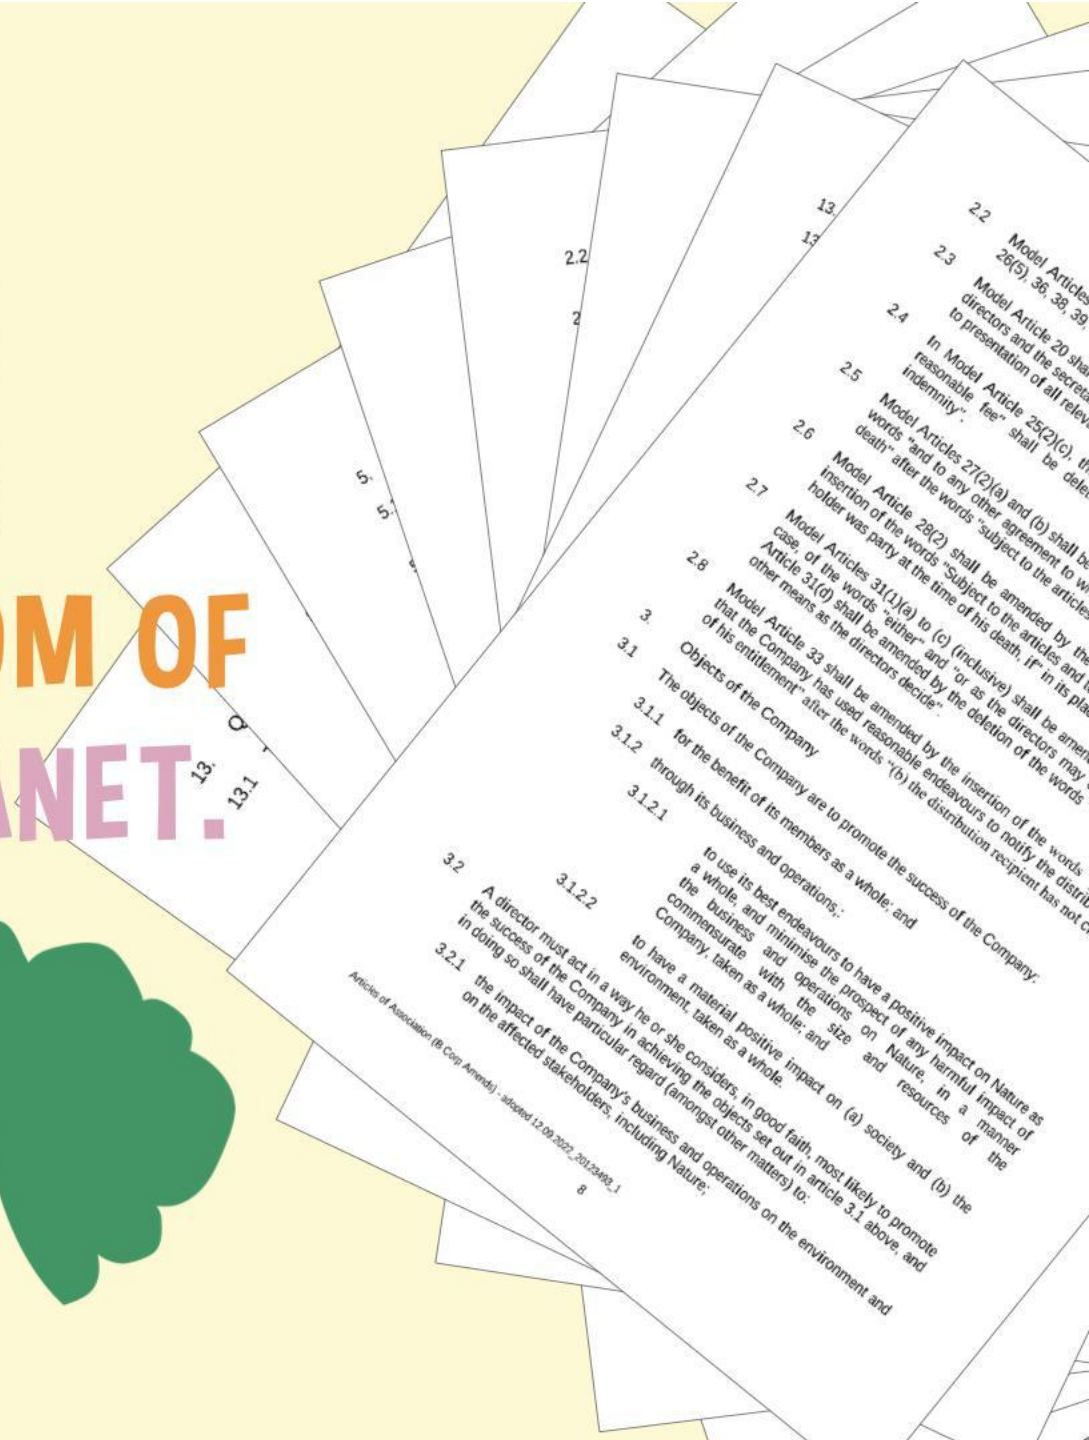 OM OF
ANET.
13.
13
2.2
2
5.
5.
Q
13.
13.1
2.2
Model Articles
26(5), 36, 38, 39,
2.3
Model Article 20 shal
directors and the secreta
to presentation of all relev
2.4
In Model Article 25(2)(c), th
reasonable fee" shall be dele
indemnity".
2.5
Model Articles 27(2)(a) and (b) shall be
words "and to any other agreement to w
death" after the words "subject to the articles
2.6
Model Article 28(2) shall be amended by the
insertion of the words "Subject to the articles and t
holder was party at the time of his death, if" in its plac
2.7
Model Articles 31(1)(a) to (c) (inclusive) shall be amend
case, of the words "either" and "or as the directors may
Article 31(d) shall be amended by the deletion of the words
other means as the directors decide".
2.8
Model Article 33 shall be amended by the insertion of the words
that the Company has used reasonable endeavours to notify the distrib
of his entitlement" after the words "(b) the distribution recipient has not c
3.
Objects of the Company
3.1
The objects of the Company are to promote the success of the Company:
3.1.1
for the benefit of its members as a whole; and
3.1.2
through its business and operations,:
3.1.2.1
to use its best endeavours to have a positive impact on Nature as
a whole, and minimise the prospect of any harmful impact of
the business and operations on Nature, in a manner
commensurate with the size and resources of the
Company, taken as a whole; and
3.1.2.2
to have a material positive impact on (a) society and (b) the
environment, taken as a whole.
3.2
A director must act in a way he or she considers, in good faith, most likely to promote
the success of the Company in achieving the objects set out in article 3.1 above, and
in doing so shall have particular regard (amongst other matters) to:
3.2.1
the impact of the Company's business and operations on the environment and
on the affected stakeholders, including Nature;
Articles of Association (B Corp Amends) - adopted 12.09.2022_20123493_1
8